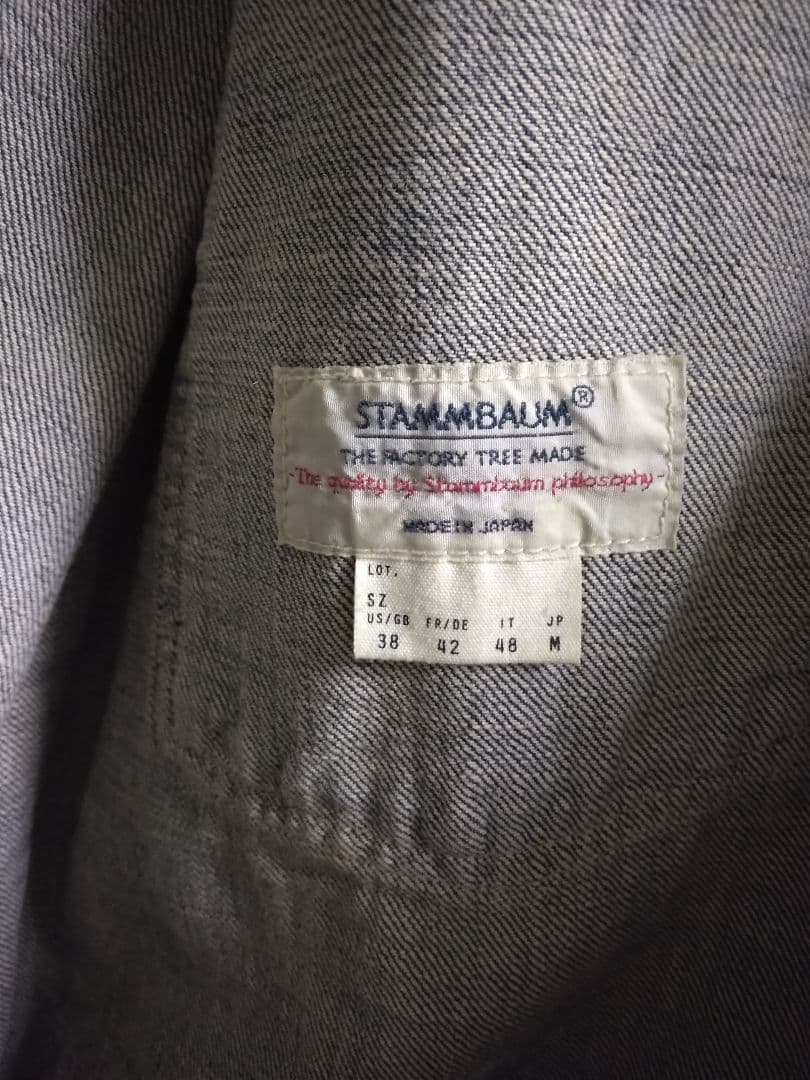 STAMMBAUM®
THE FACTORY TREE MADE
-The quality by Stammbaum philosophy-
MADE IN JAPAN
LOT.
SZ
US/GB FR/DE IT JP
38 42 48 M